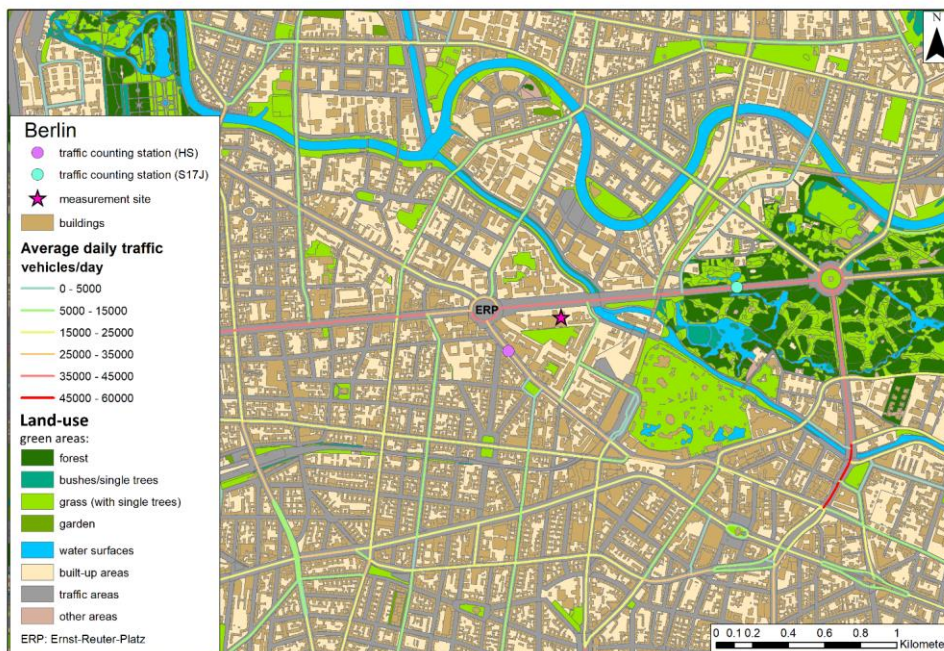 N
Berlin
traffic counting station (HS)
traffic counting station (S17J)
measurement site
buildings
Average daily traffic
vehicles/day
0 - 5000
5000 - 15000
15000 - 25000
25000 - 35000
35000 - 45000
45000 - 60000
Land-use
green areas:
forest
bushes/single trees
grass (with single trees)
garden
water surfaces
built-up areas
traffic areas
other areas
ERP: Ernst-Reuter-Platz
ERP
0 0.1 0.2 0.4 0.6 0.8 1
Kilomete